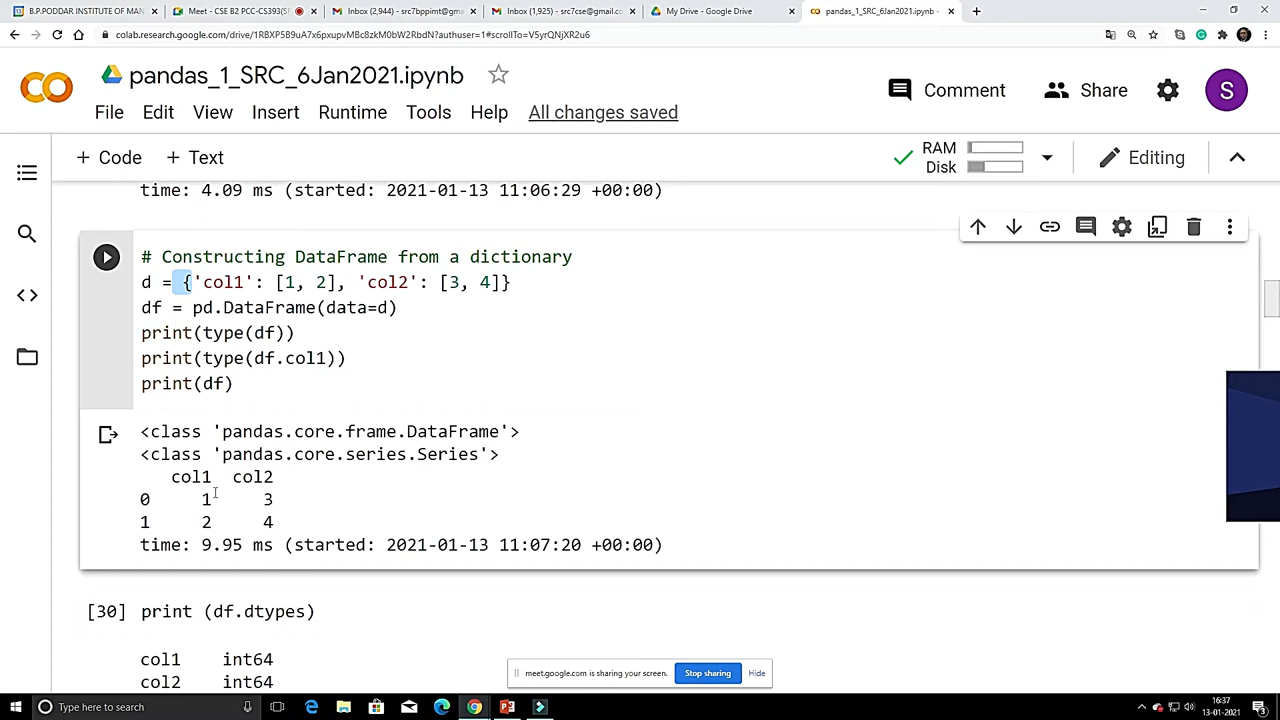 B.P.PODDAR INSTITUTE OF MAN
Meet - CSE B2 PCC-CS393(S
Inbox (2,944) - src7bppimt@gma
Inbox (1,925) - src7cse@gmail.co
My Drive - Google Drive
pandas_1_SRC_6Jan2021.ipynb -
colab.research.google.com/drive/1RBXP5B9uA7x6pxupvMBc8zkM0bW2RbdN?authuser=1#scrollTo=V5yrQNjXR2u6
pandas_1_SRC_6Jan2021.ipynb
Comment
Share
S
File Edit View Insert Runtime Tools Help All changes saved
+ Code + Text
RAM
Disk
Editing
time: 4.09 ms (started: 2021-01-13 11:06:29 +00:00)
# Constructing DataFrame from a dictionary
d = {'col1': [1, 2], 'col2': [3, 4]}
df = pd.DataFrame(data=d)
print(type(df))
print(type(df.col1))
print(df)
<class 'pandas.core.frame.DataFrame'>
<class 'pandas.core.series.Series'>
col1 col2
0 1 3
1 2 4
time: 9.95 ms (started: 2021-01-13 11:07:20 +00:00)
[30] print (df.dtypes)
col1 int64
col2 int64
meet.google.com is sharing your screen.
Stop sharing
Hide
Type here to search
16:37
13-01-2021